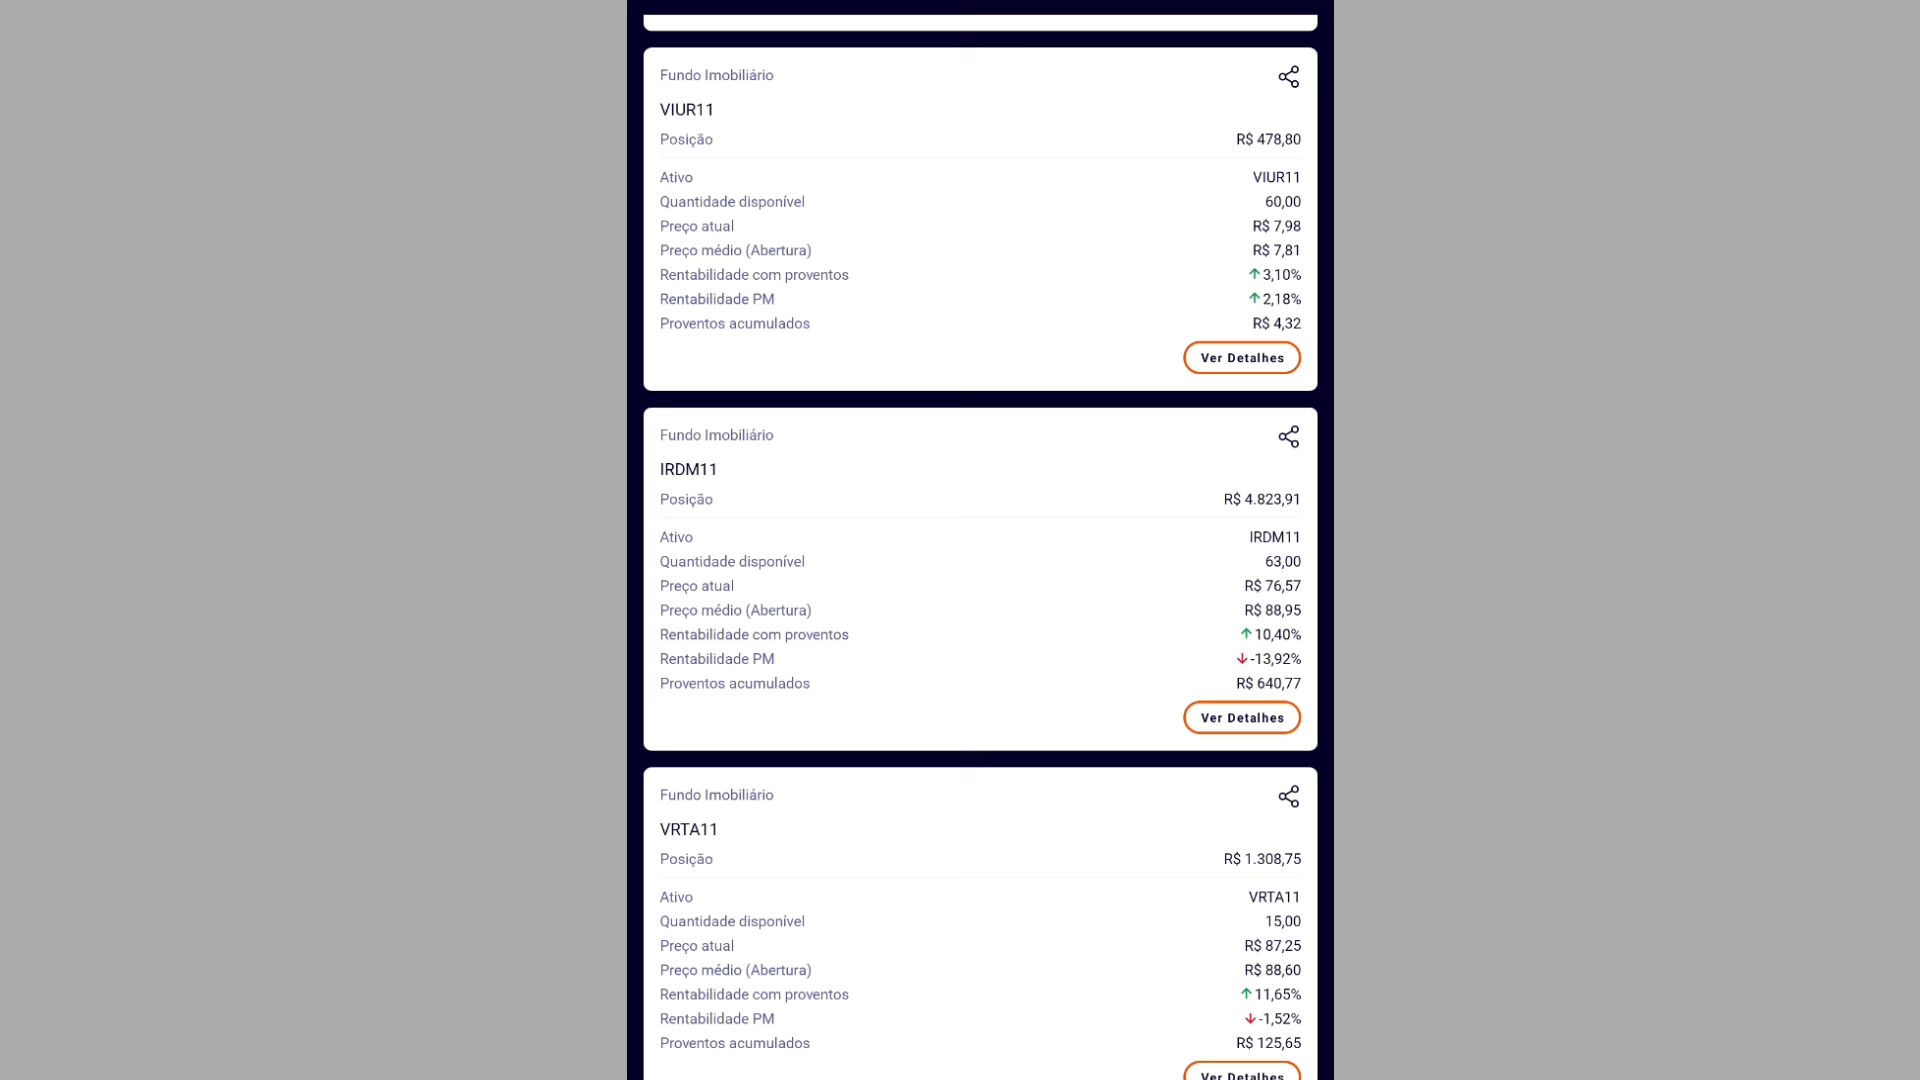 Fundo Imobiliário
VIUR11
Posição R$ 478,80
Ativo VIUR11
Quantidade disponível 60,00
Preço atual R$ 7,98
Preço médio (Abertura) R$ 7,81
Rentabilidade com proventos 3,10%
Rentabilidade PM 2,18%
Proventos acumulados R$ 4,32
Ver Detalhes
Fundo Imobiliário
IRDM11
Posição R$ 4.823,91
Ativo IRDM11
Quantidade disponível 63,00
Preço atual R$ 76,57
Preço médio (Abertura) R$ 88,95
Rentabilidade com proventos 10,40%
Rentabilidade PM -13,92%
Proventos acumulados R$ 640,77
Ver Detalhes
Fundo Imobiliário
VRTA11
Posição R$ 1.308,75
Ativo VRTA11
Quantidade disponível 15,00
Preço atual R$ 87,25
Preço médio (Abertura) R$ 88,60
Rentabilidade com proventos 11,65%
Rentabilidade PM -1,52%
Proventos acumulados R$ 125,65
Ver Detalhes